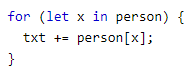 for (let x in person) {
  txt += person[x];
}